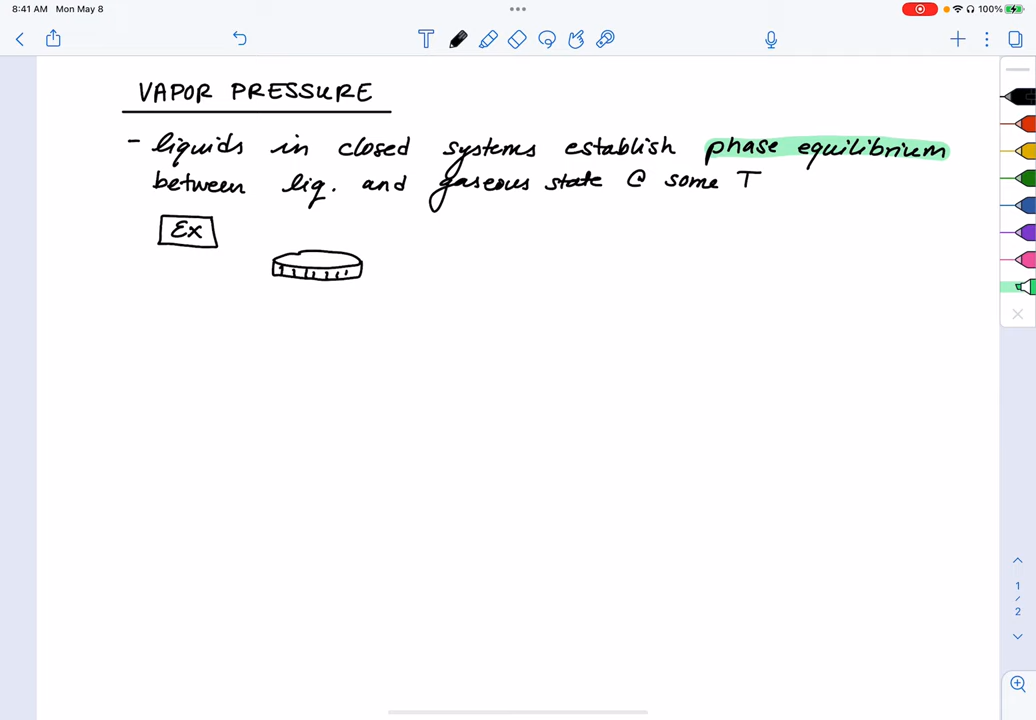 8:41 AM Mon May 8
100%
T
VAPOR PRESSURE
- liquids in closed systems establish phase equilibrium
between liq. and gaseous state @ some T
Ex
1
/
2